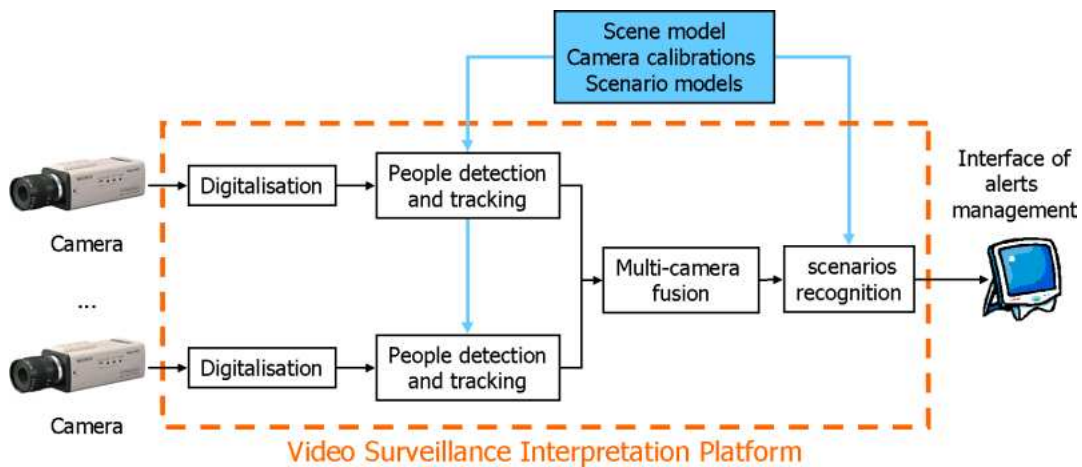 Scene model
Camera calibrations
Scenario models
Digitalisation
People detection
and tracking
Interface of
alerts
management
Camera
Multi-camera
fusion
scenarios
recognition
...
Digitalisation
People detection
and tracking
Camera
Video Surveillance Interpretation Platform